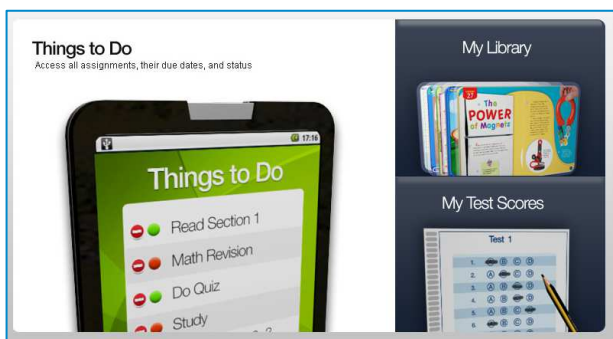 Things to Do
Access all assignments, their due dates, and status
17:16
Things to Do
Read Section 1
Math Revision
Do Quiz
Study
My Library
The
POWER
of Magnets
My Test Scores
Test 1
1. B C D
2. A C D
3. A B D
4. A B D
5. A B C
6. B C D